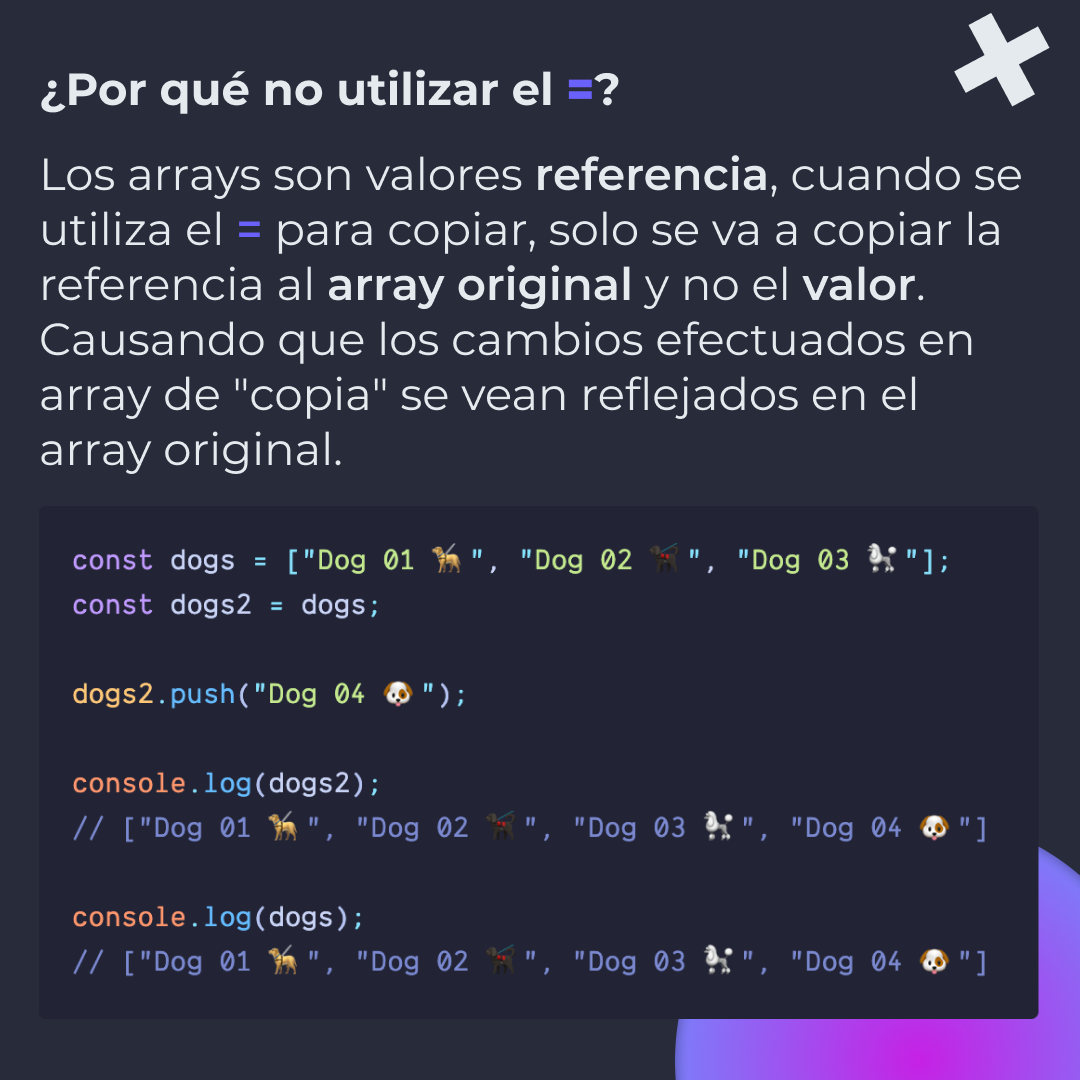 ¿Por qué no utilizar el =?
Los arrays son valores referencia, cuando se
utiliza el = para copiar, solo se va a copiar la
referencia al array original y no el valor.
Causando que los cambios efectuados en
array de "copia" se vean reflejados en el
array original.
const dogs = ["Dog 01 🦮", "Dog 02 🐕‍🦺", "Dog 03 🐩"];
const dogs2 = dogs;
dogs2.push("Dog 04 🐶");
console.log(dogs2);
// ["Dog 01 🦮", "Dog 02 🐕‍🦺", "Dog 03 🐩", "Dog 04 🐶"]
console.log(dogs);
// ["Dog 01 🦮", "Dog 02 🐕‍🦺", "Dog 03 🐩", "Dog 04 🐶"]